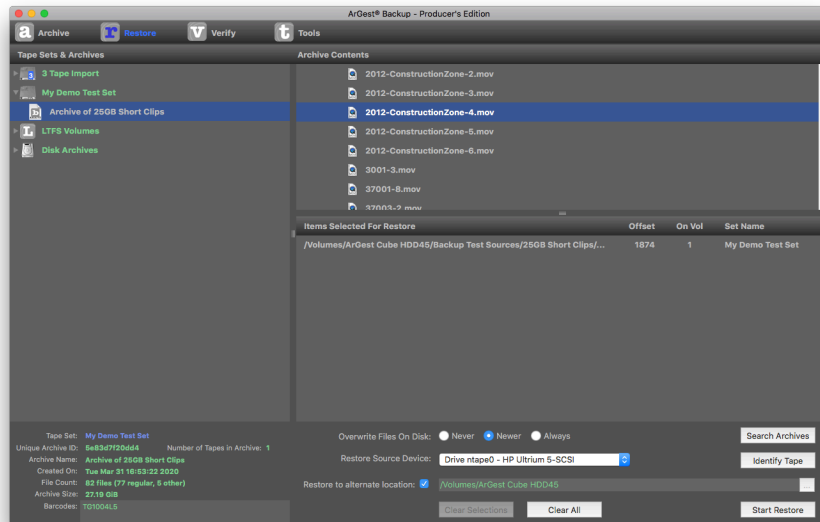 ArGest® Backup - Producer's Edition
a Archive r Restore v Verify t Tools
Tape Sets & Archives
Archive Contents
3 3 Tape Import
My Demo Test Set
b Archive of 25GB Short Clips
L LTFS Volumes
Disk Archives
2012-ConstructionZone-2.mov
2012-ConstructionZone-3.mov
2012-ConstructionZone-4.mov
2012-ConstructionZone-5.mov
2012-ConstructionZone-6.mov
3001-3.mov
37001-8.mov
37003-2.mov
Items Selected For Restore Offset On Vol Set Name
/Volumes/ArGest Cube HDD45/Backup Test Sources/25GB Short Clips/... 1874 1 My Demo Test Set
Tape Set: My Demo Test Set
Unique Archive ID: 5e83d7f20dd4 Number of Tapes in Archive: 1
Archive Name: Archive of 25GB Short Clips
Created On: Tue Mar 31 16:53:22 2020
File Count: 82 files (77 regular, 5 other)
Archive Size: 27.19 GiB
Barcodes: TG1004L5
Overwrite Files On Disk: Never Newer Always
Restore Source Device: Drive ntape0 - HP Ultrium 5-SCSI
Restore to alternate location: /Volumes/ArGest Cube HDD45 ...
Clear Selections Clear All
Search Archives
Identify Tape
Start Restore